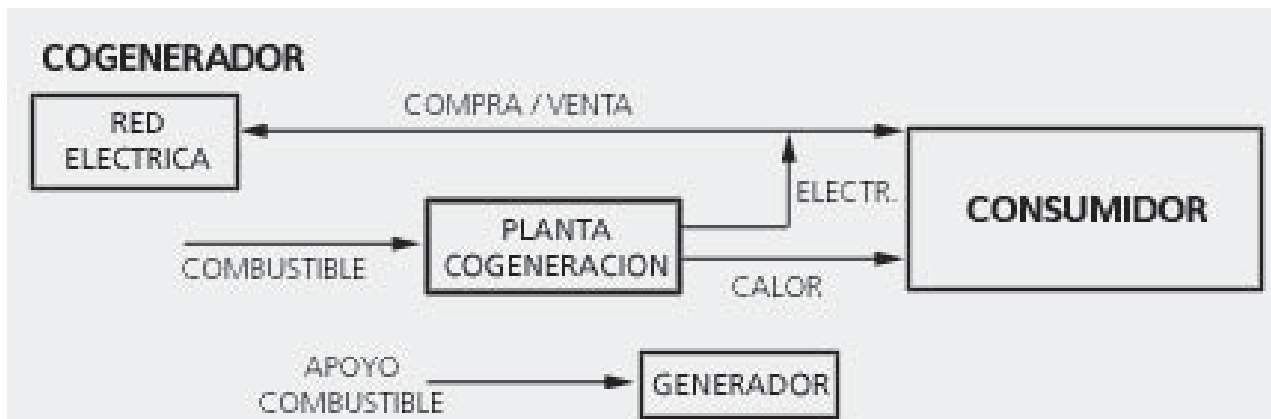 COGENERADOR
RED
ELECTRICA
COMPRA / VENTA
ELECTR.
CONSUMIDOR
COMBUSTIBLE
PLANTA
COGENERACION
CALOR
APOYO
COMBUSTIBLE
GENERADOR